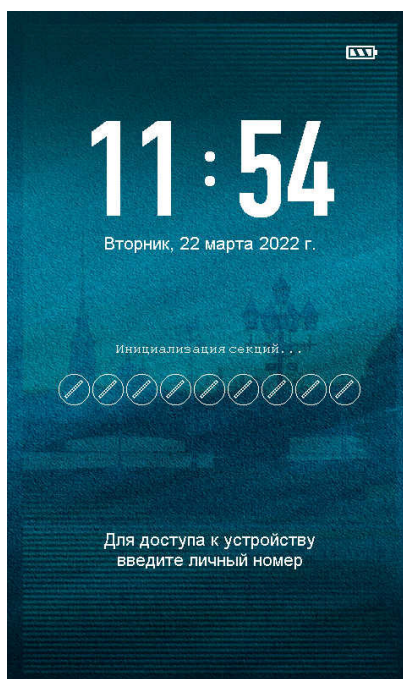 11:54
Вторник, 22 марта 2022 г.
Инициализация секций...
Для доступа к устройству
введите личный номер